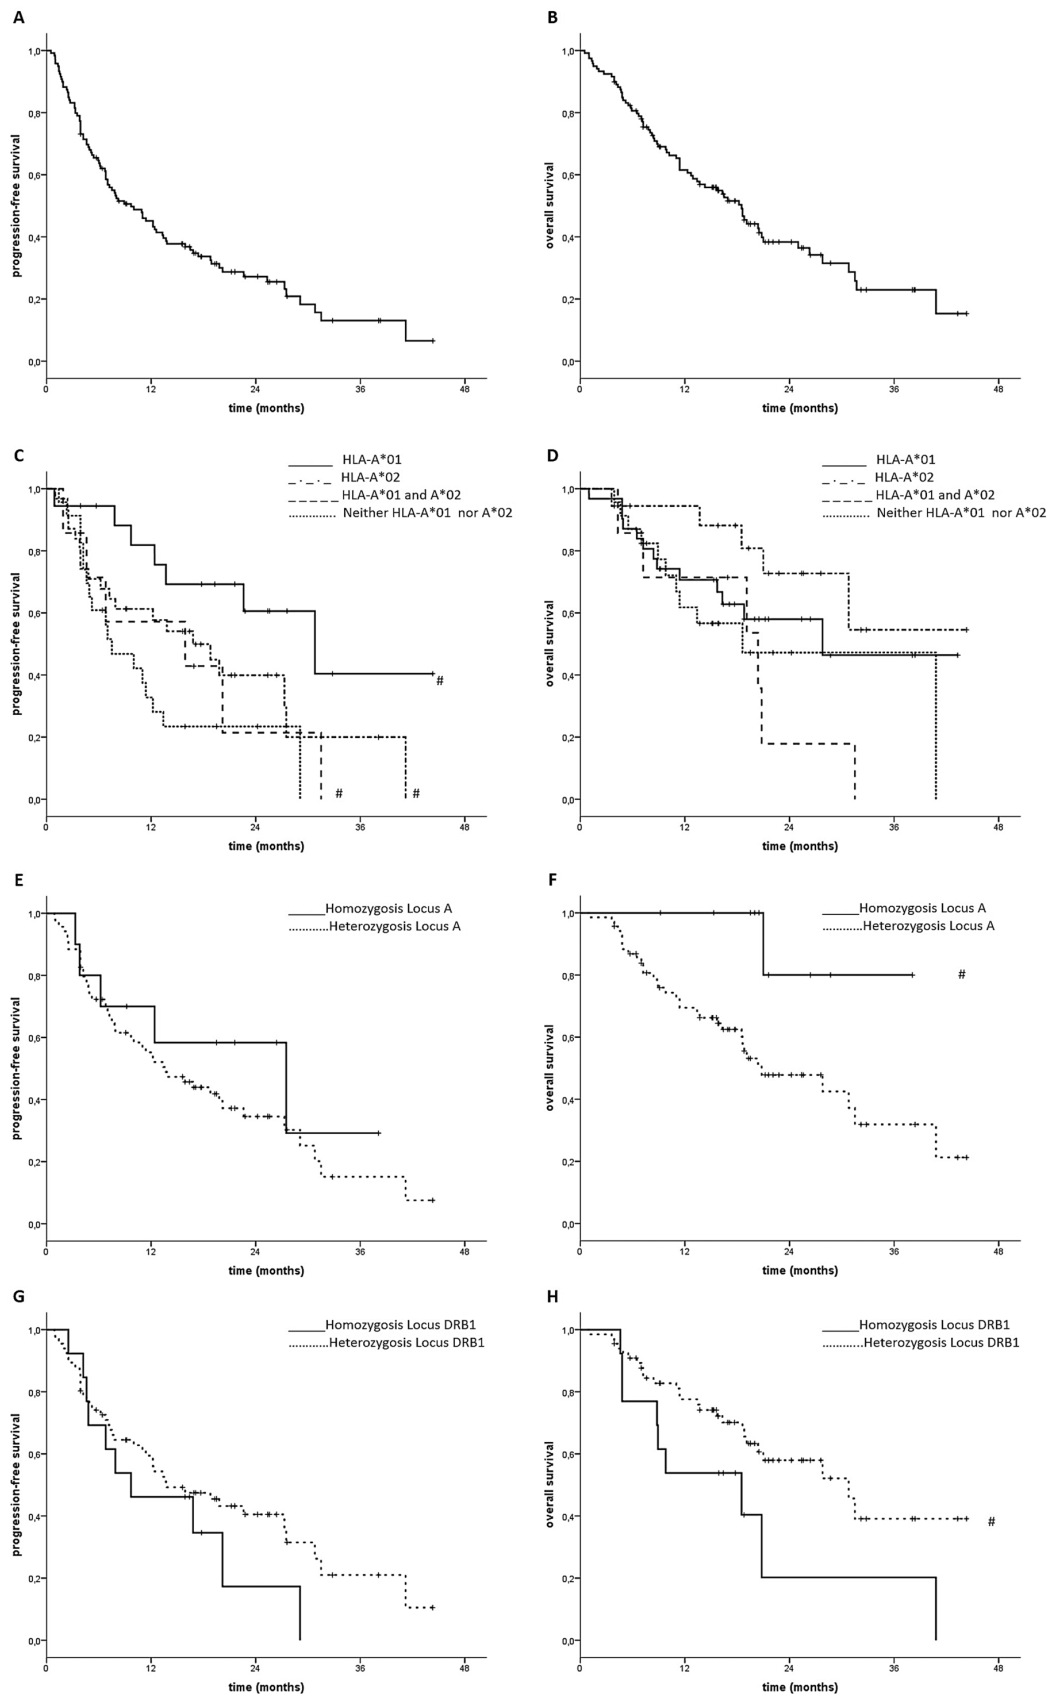 A
1,0
0,8
0,6
0,4
0,2
0,0
progression-free survival
0 12 24 36 48
time (months)
B
1,0
0,8
0,6
0,4
0,2
0,0
overall survival
0 12 24 36 48
time (months)
C
HLA-A*01
HLA-A*02
HLA-A*01 and A*02
Neither HLA-A*01 nor A*02
1,0
0,8
0,6
0,4
0,2
0,0
progression-free survival
#
# #
0 12 24 36 48
time (months)
D
HLA-A*01
HLA-A*02
HLA-A*01 and A*02
Neither HLA-A*01 nor A*02
1,0
0,8
0,6
0,4
0,2
0,0
overall survival
0 12 24 36 48
time (months)
E
Homozygosis Locus A
Heterozygosis Locus A
1,0
0,8
0,6
0,4
0,2
0,0
progression-free survival
0 12 24 36 48
time (months)
F
Homozygosis Locus A
Heterozygosis Locus A
1,0
0,8
0,6
0,4
0,2
0,0
overall survival
#
0 12 24 36 48
time (months)
G
Homozygosis Locus DRB1
Heterozygosis Locus DRB1
1,0
0,8
0,6
0,4
0,2
0,0
progression-free survival
0 12 24 36 48
time (months)
H
Homozygosis Locus DRB1
Heterozygosis Locus DRB1
1,0
0,8
0,6
0,4
0,2
0,0
overall survival
#
0 12 24 36 48
time (months)